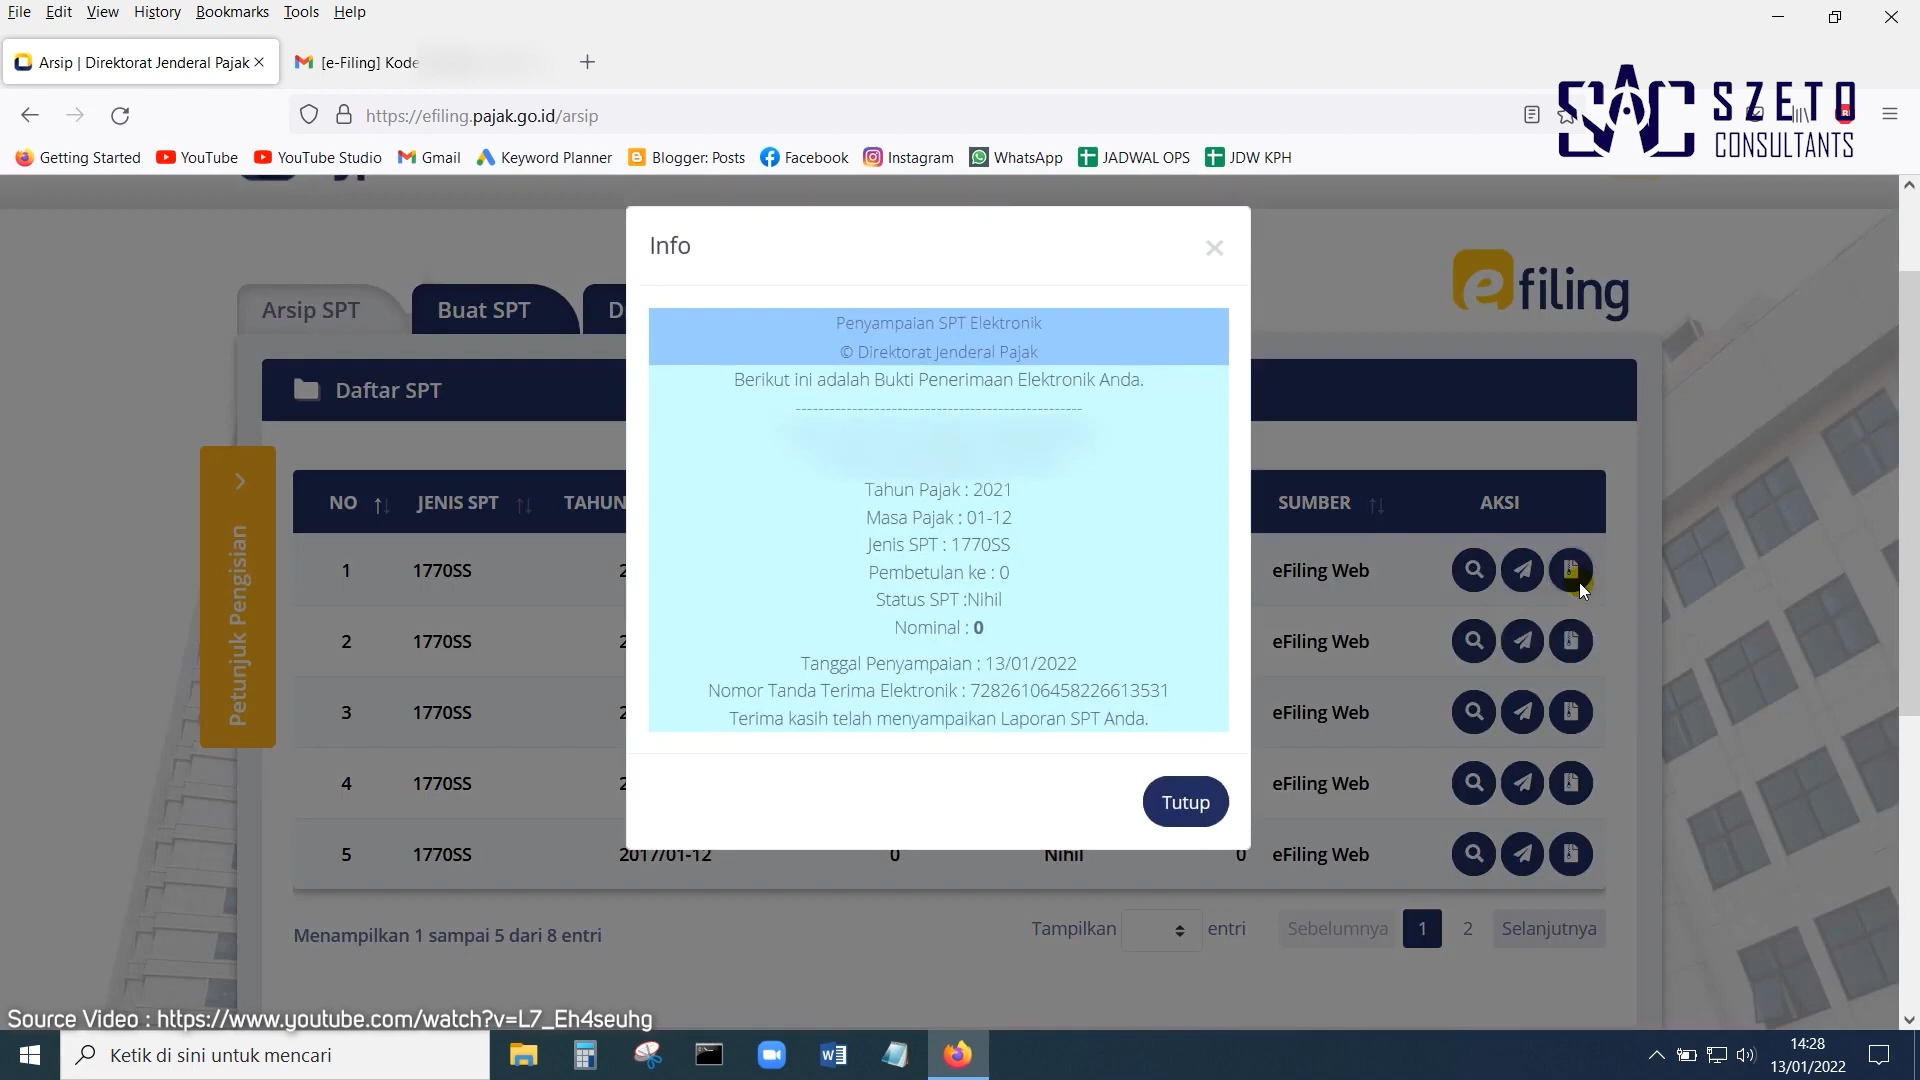 File Edit View History Bookmarks Tools Help
Arsip | Direktorat Jenderal Pajak
[e-Filing] Kode
https://efiling.pajak.go.id/arsip
SAC SZETO
CONSULTANTS
Getting Started YouTube YouTube Studio Gmail Keyword Planner Blogger: Posts Facebook Instagram WhatsApp JADWAL OPS JDW KPH
Info
Arsip SPT
Buat SPT
D
efiling
Penyampaian SPT Elektronik
© Direktorat Jenderal Pajak
Berikut ini adalah Bukti Penerimaan Elektronik Anda.
----------------------------------------------------
Tahun Pajak : 2021
Masa Pajak : 01-12
Jenis SPT : 1770SS
Pembetulan ke : 0
Status SPT :Nihil
Nominal : 0
Tanggal Penyampaian : 13/01/2022
Nomor Tanda Terima Elektronik : 72826106458226613531
Terima kasih telah menyampaikan Laporan SPT Anda.
Tutup
Daftar SPT
Petunjuk Pengisian
NO JENIS SPT TAHUN SUMBER AKSI
1 1770SS 2 eFiling Web
2 1770SS 2 eFiling Web
3 1770SS 2 eFiling Web
4 1770SS 2 eFiling Web
5 1770SS 2017/01-12 0 Nihil 0 eFiling Web
Menampilkan 1 sampai 5 dari 8 entri
Tampilkan entri
Sebelumnya 1 2 Selanjutnya
Source Video : https://www.youtube.com/watch?v=L7_Eh4seuhg
Ketik di sini untuk mencari
14:28
13/01/2022